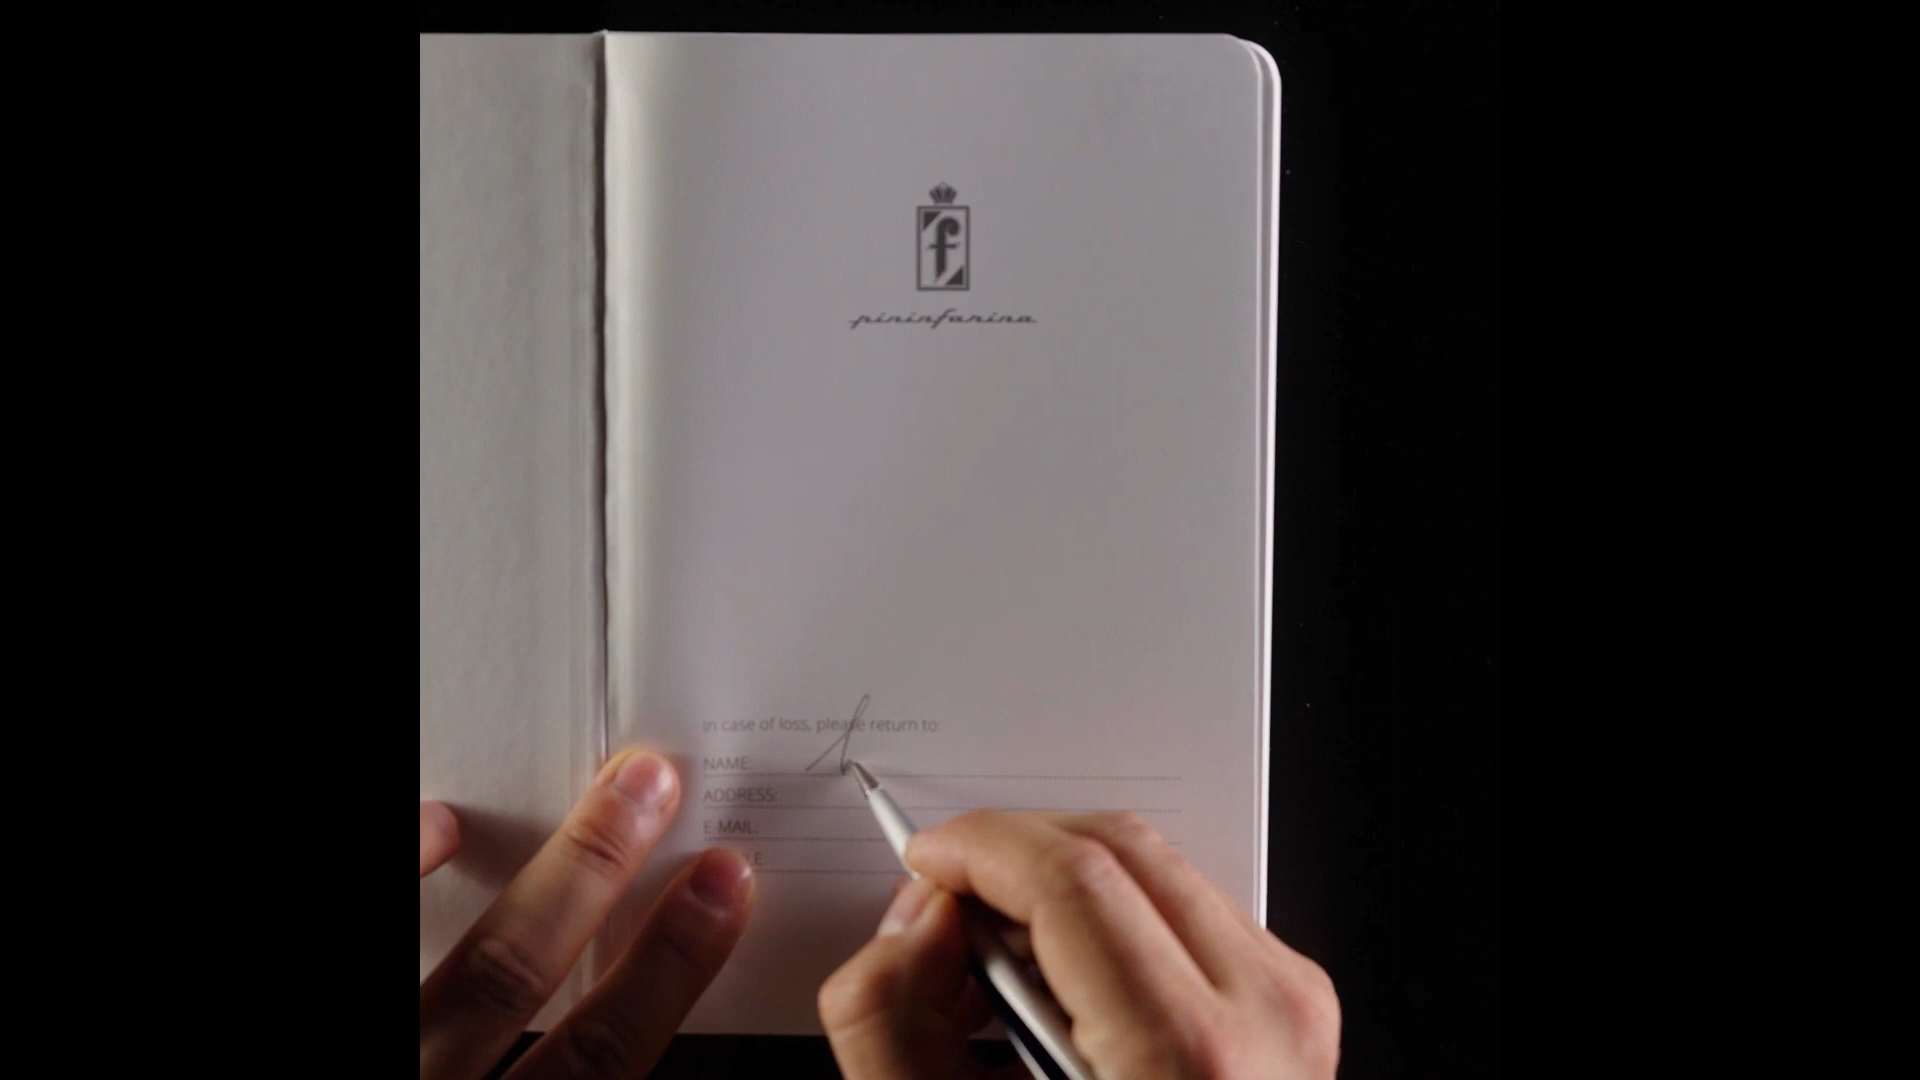 f
pininfarina
In case of loss, please return to:
NAME:
ADDRESS:
E-MAIL: